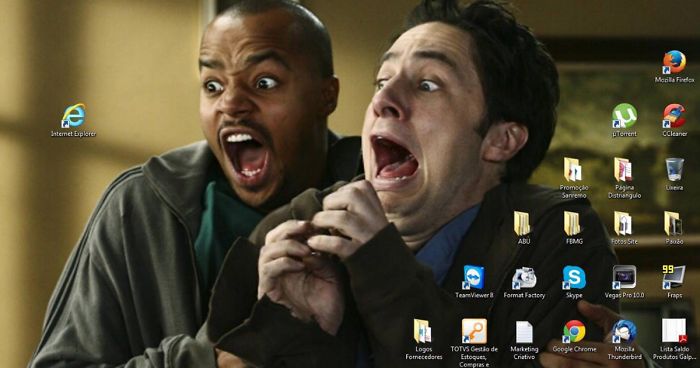 Mozilla Firefox
Internet Explorer
µTorrent
CCleaner
Promoção
Sanremo
Página
Distriangulo
Lixeira
ABU
FBMG
Fotos Site
Paixão
TeamViewer 8
Format Factory
Skype
Vegas Pro 10.0
99
Fraps
Logos
Fornecedores
TOTVS Gestão de
Estoques,
Compras e
Marketing
Criativo
Google Chrome
Mozilla
Thunderbird
Lista Saldo
Produtos Galp...